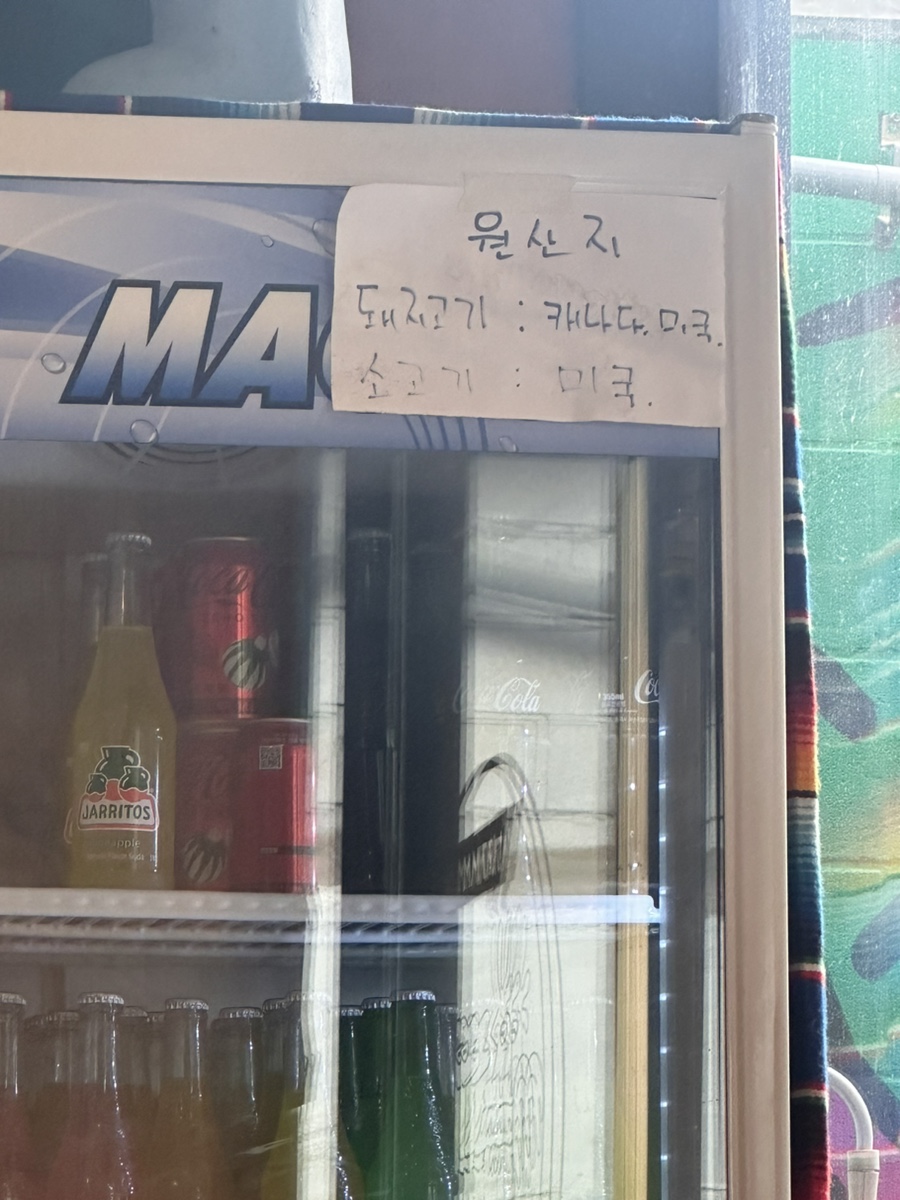 원산지
돼지고기 : 캐나다, 미국.
소고기 : 미국.
MA
JARRITOS
Coca-Cola